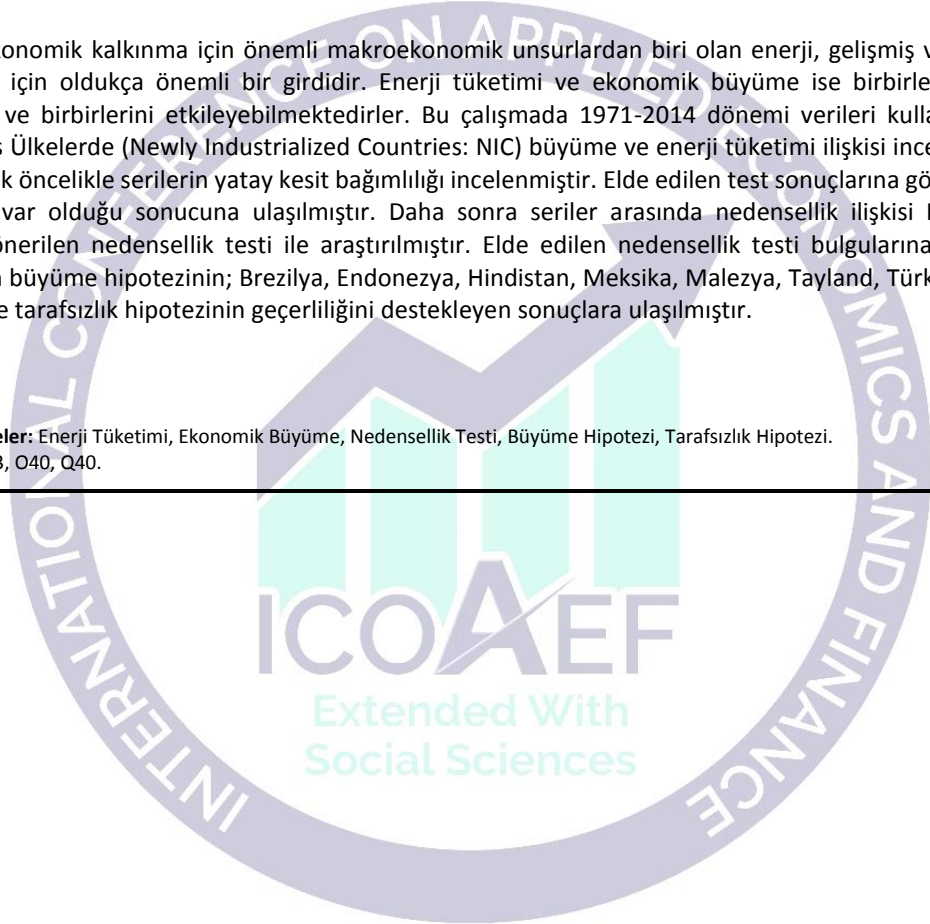 konomik kalkınma için önemli makroekonomik unsurlardan biri olan enerji, gelişmiş v
için oldukça önemli bir girdidir. Enerji tüketimi ve ekonomik büyüme ise birbirle
ve birbirlerini etkileyebilmektedirler. Bu çalışmada 1971-2014 dönemi verileri kulla
Ülkelerde (Newly Industrialized Countries: NIC) büyüme ve enerji tüketimi ilişkisi ince
k öncelikle serilerin yatay kesit bağımlılığı incelenmiştir. Elde edilen test sonuçlarına gö
var olduğu sonucuna ulaşılmıştır. Daha sonra seriler arasında nedensellik ilişkisi
önerilen nedensellik testi ile araştırılmıştır. Elde edilen nedensellik testi bulgularına
büyüme hipotezinin; Brezilya, Endonezya, Hindistan, Meksika, Malezya, Tayland, Türk
e tarafsızlık hipotezinin geçerliliğini destekleyen sonuçlara ulaşılmıştır.
eler: Enerji Tüketimi, Ekonomik Büyüme, Nedensellik Testi, Büyüme Hipotezi, Tarafsızlık Hipotezi.
3, O40, Q40.
INTERNATIONAL CONFERENCE ON APPLIED ECONOMICS AND FINANCE
ICOAEF
Extended With
Social Sciences